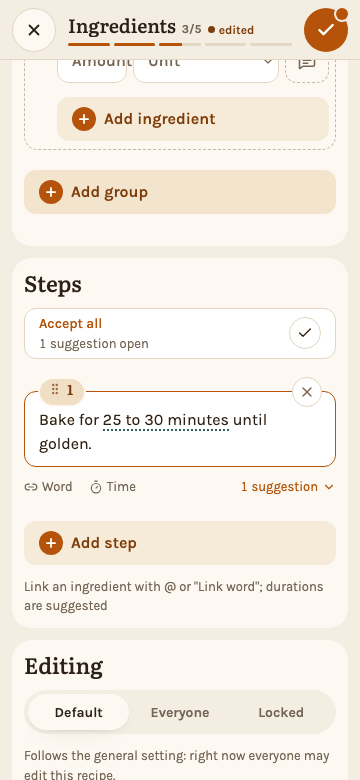 Ingredients 3/5 edited
Amount Unit
Add ingredient
Add group
Steps
Accept all
1 suggestion open
1
Bake for 25 to 30 minutes until
golden.
Word Time 1 suggestion
Add step
Link an ingredient with @ or "Link word"; durations
are suggested
Editing
Default Everyone Locked
Follows the general setting: right now everyone may
edit this recipe.